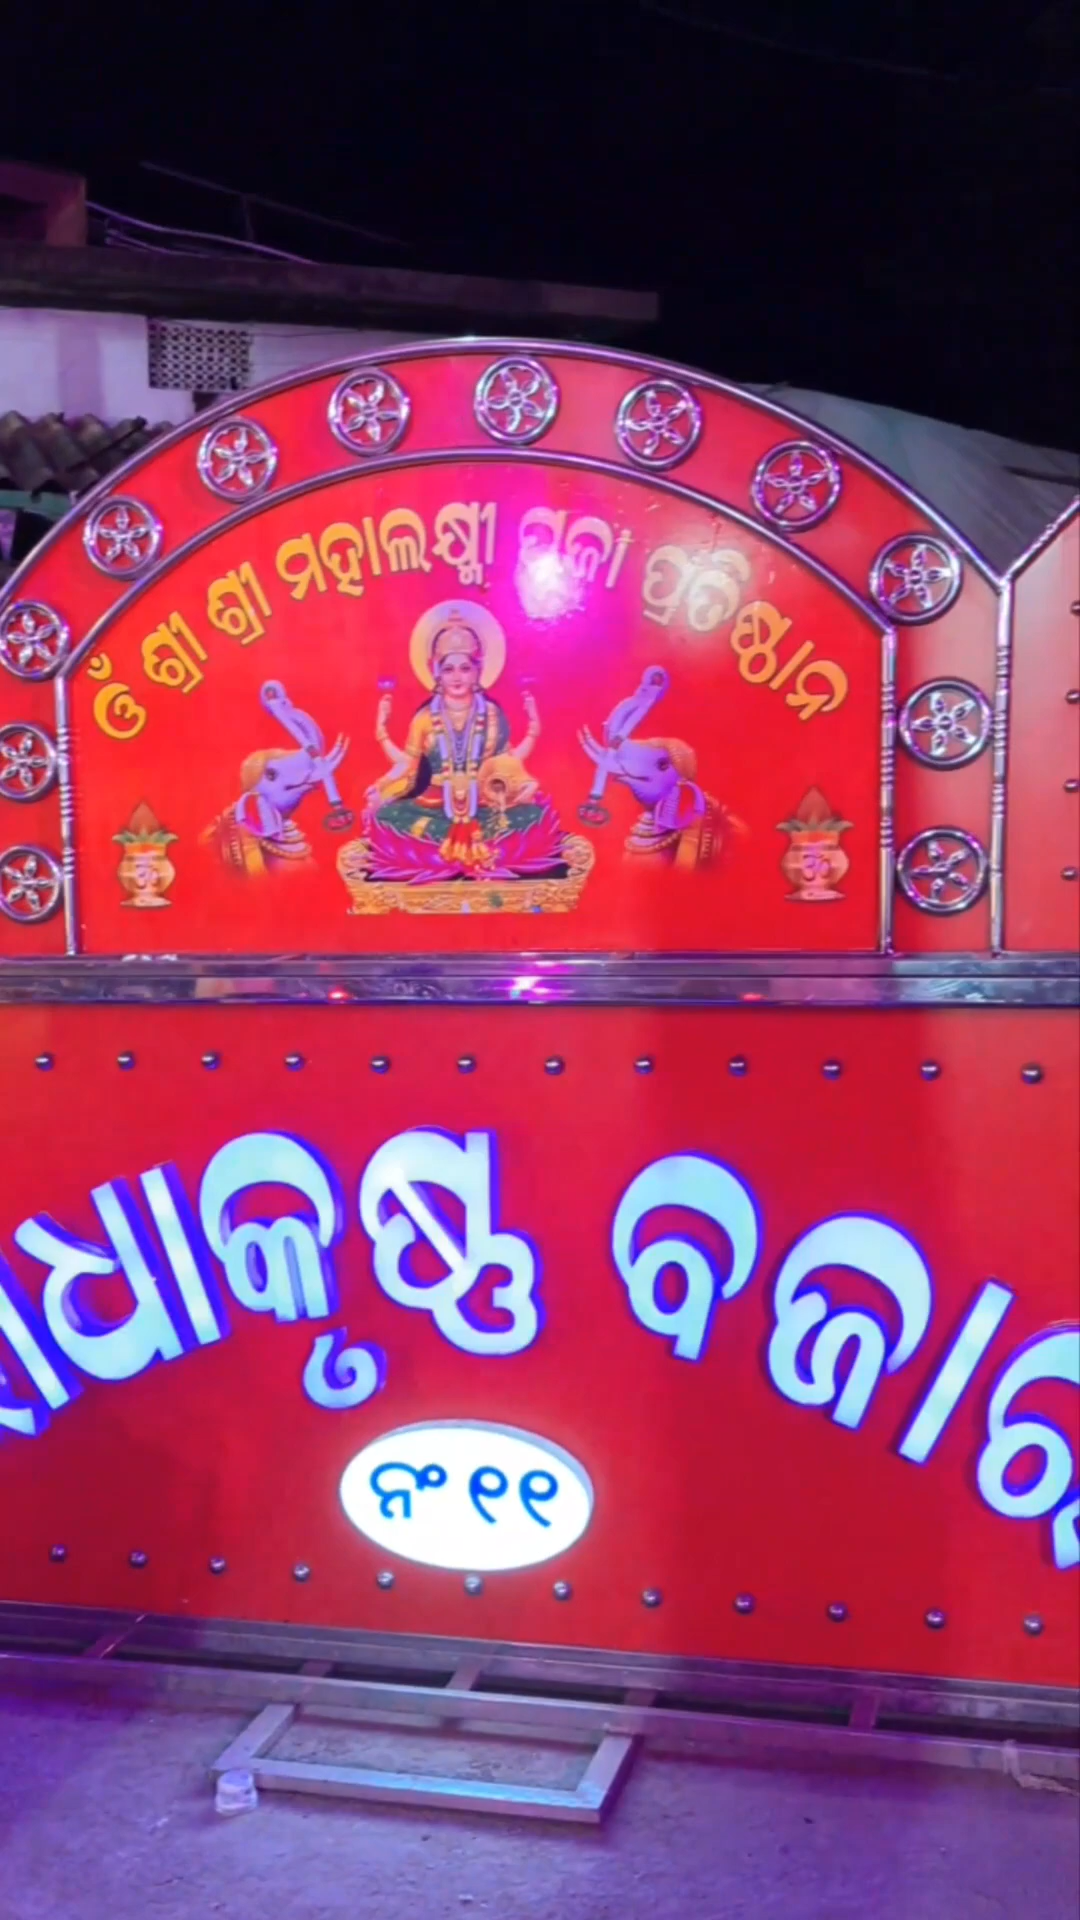 ଓଁ ଶ୍ରୀ ଶ୍ରୀ ମହାଲକ୍ଷ୍ମୀ ପୂଜା ପ୍ରତିଷ୍ଠାନ
ରାଧାକୃଷ୍ଣ ବଜାର
ନଂ ୧୧